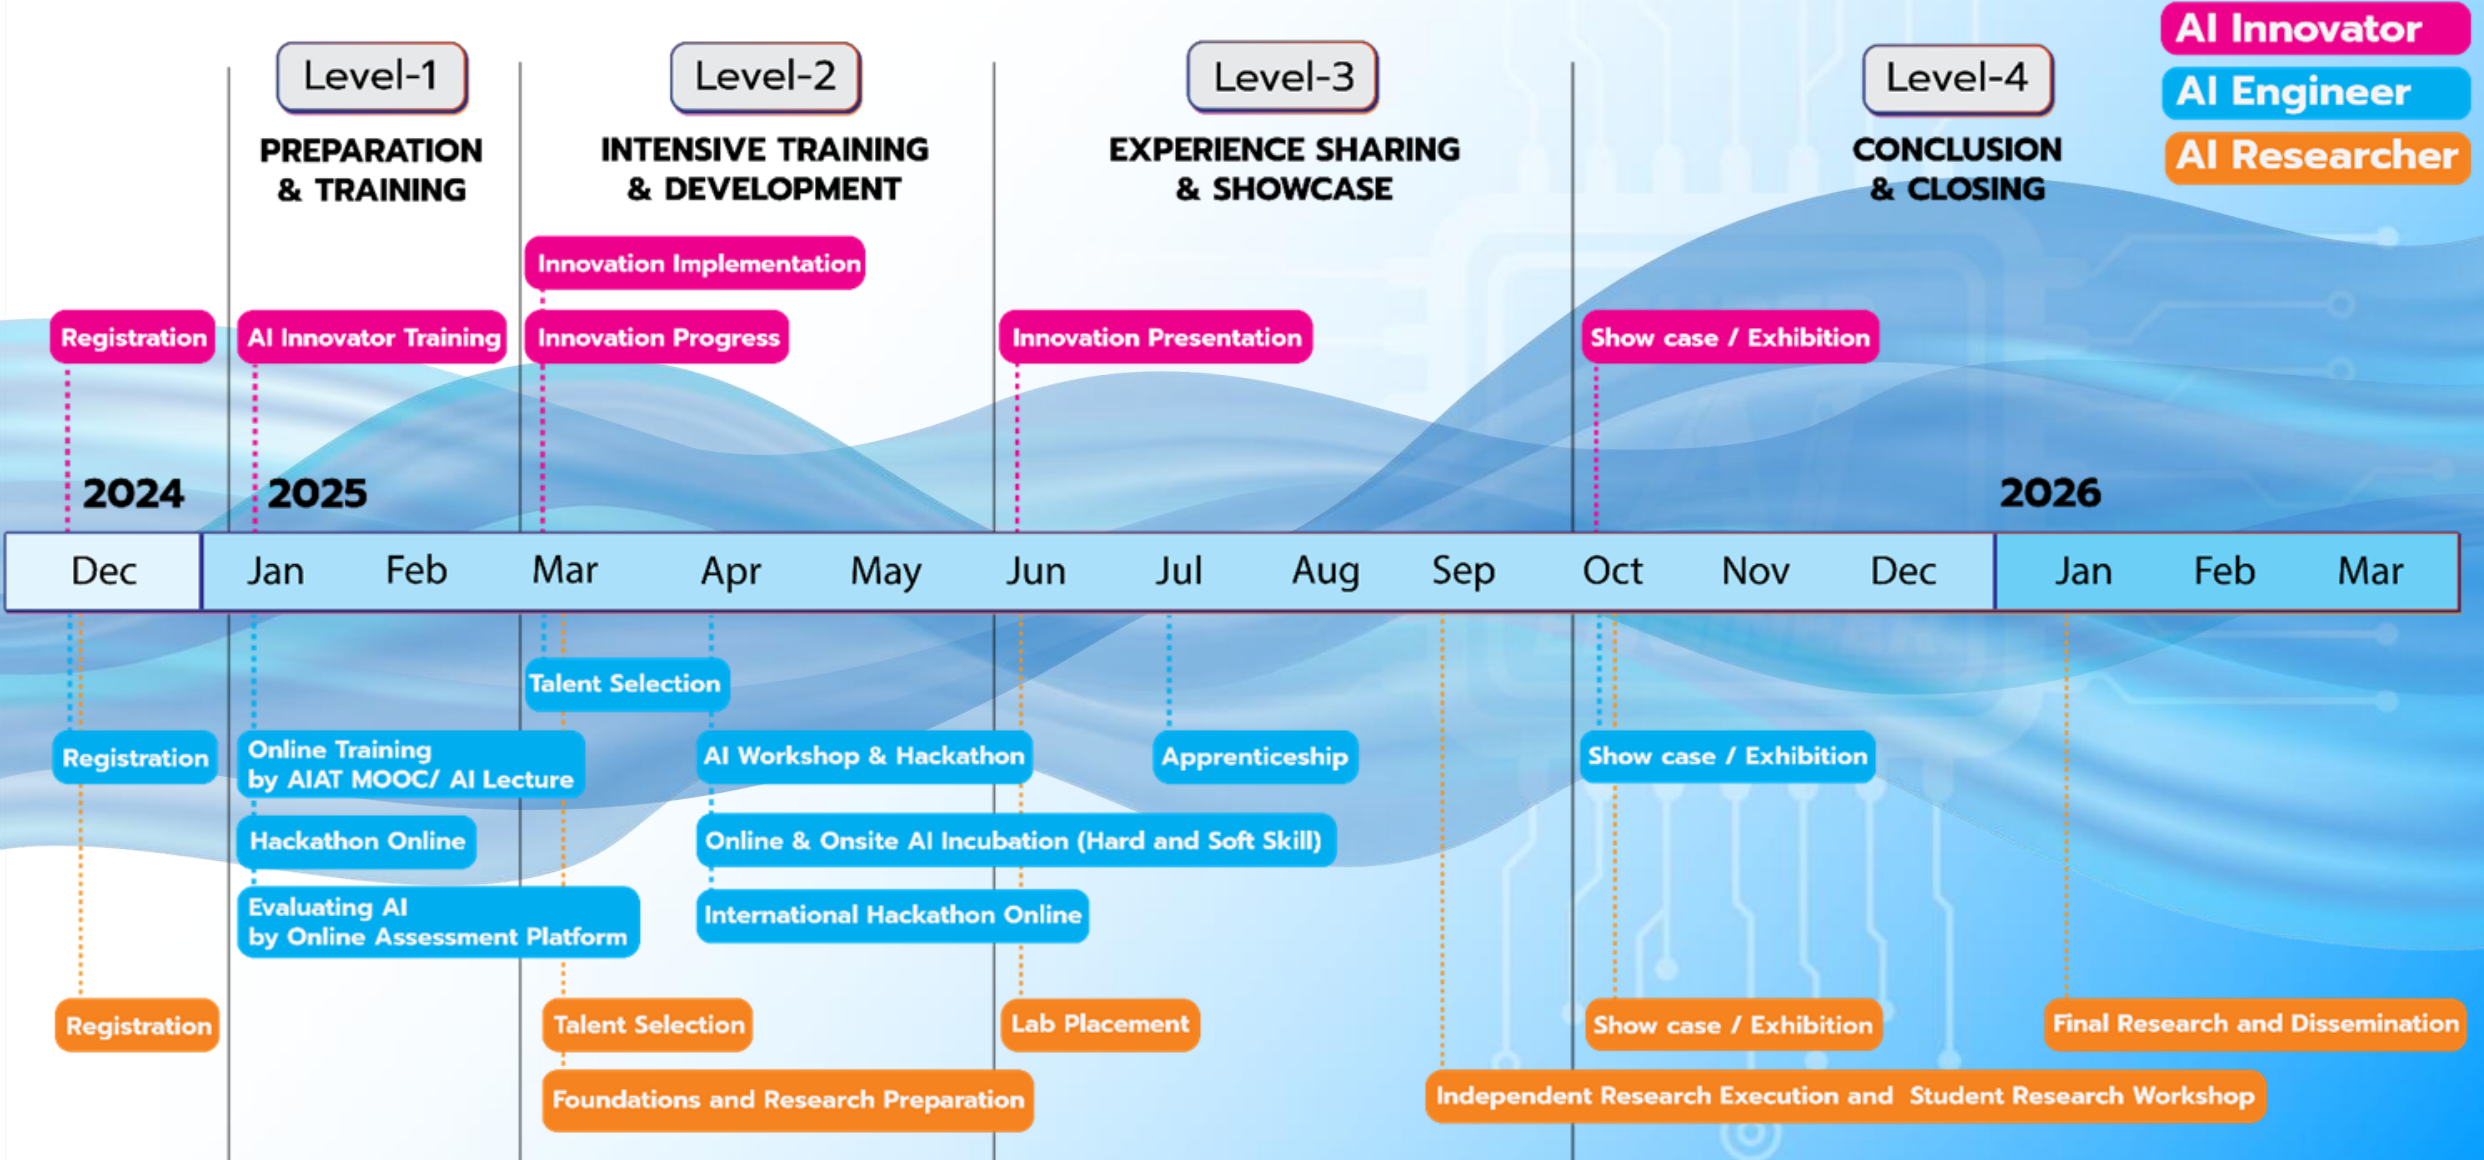 AI Innovator
AI Engineer
AI Researcher
Level-1
PREPARATION
& TRAINING
Level-2
INTENSIVE TRAINING
& DEVELOPMENT
Level-3
EXPERIENCE SHARING
& SHOWCASE
Level-4
CONCLUSION
& CLOSING
Innovation Implementation
Registration
AI Innovator Training
Innovation Progress
Innovation Presentation
Show case / Exhibition
2024
2025
2026
Dec
Jan
Feb
Mar
Apr
May
Jun
Jul
Aug
Sep
Oct
Nov
Dec
Jan
Feb
Mar
Talent Selection
Registration
Online Training
by AIAT MOOC/ AI Lecture
AI Workshop & Hackathon
Apprenticeship
Show case / Exhibition
Hackathon Online
Online & Onsite AI Incubation (Hard and Soft Skill)
Evaluating AI
by Online Assessment Platform
International Hackathon Online
Registration
Talent Selection
Lab Placement
Show case / Exhibition
Final Research and Dissemination
Foundations and Research Preparation
Independent Research Execution and Student Research Workshop